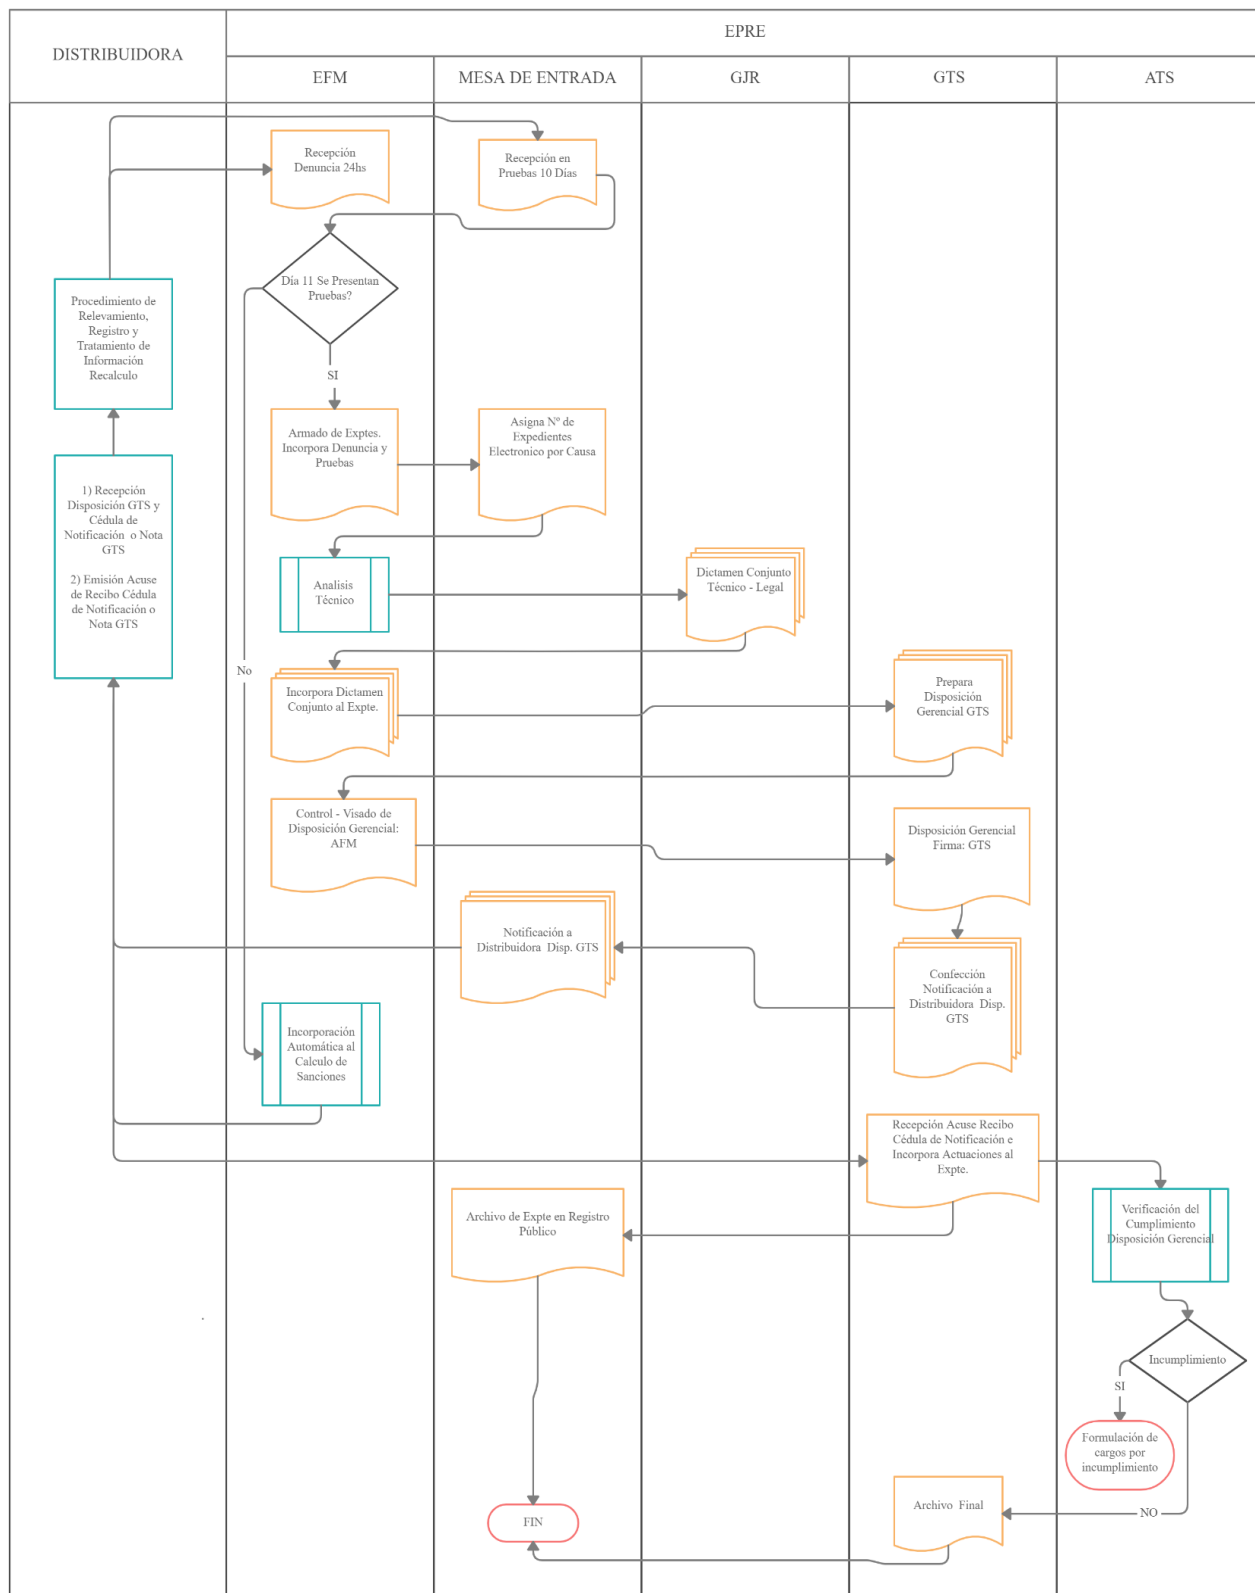 EPRE
DISTRIBUIDORA
EFM
MESA DE ENTRADA
GJR
GTS
ATS
Recepción
Denuncia 24hs
Recepción en
Pruebas 10 Días
Día 11 Se Presentan
Pruebas?
Procedimiento de
Relevamiento,
Registro y
Tratamiento de
Información
Recalculo
SI
Armado de Exptes.
Incorpora Denuncia y
Pruebas
Asigna Nº de
Expedientes
Electronico por Causa
1) Recepción
Disposición GTS y
Cédula de
Notificación o Nota
GTS
2) Emisión Acuse
de Recibo Cédula
de Notificación o
Nota GTS
Analisis
Técnico
Dictamen Conjunto
Técnico - Legal
No
Incorpora Dictamen
Conjunto al Expte.
Prepara
Disposición
Gerencial GTS
Control - Visado de
Disposición Gerencial:
AFM
Disposición Gerencial
Firma: GTS
Notificación a
Distribuidora Disp. GTS
Confección
Notificación a
Distribuidora Disp.
GTS
Incorporación
Automática al
Calculo de
Sanciones
Recepción Acuse Recibo
Cédula de Notificación e
Incorpora Actuaciones al
Expte.
Archivo de Expte en Registro
Público
Verificación del
Cumplimiento
Disposición Gerencial
Incumplimiento
SI
Formulación de
cargos por
incumplimiento
Archivo Final
NO
FIN